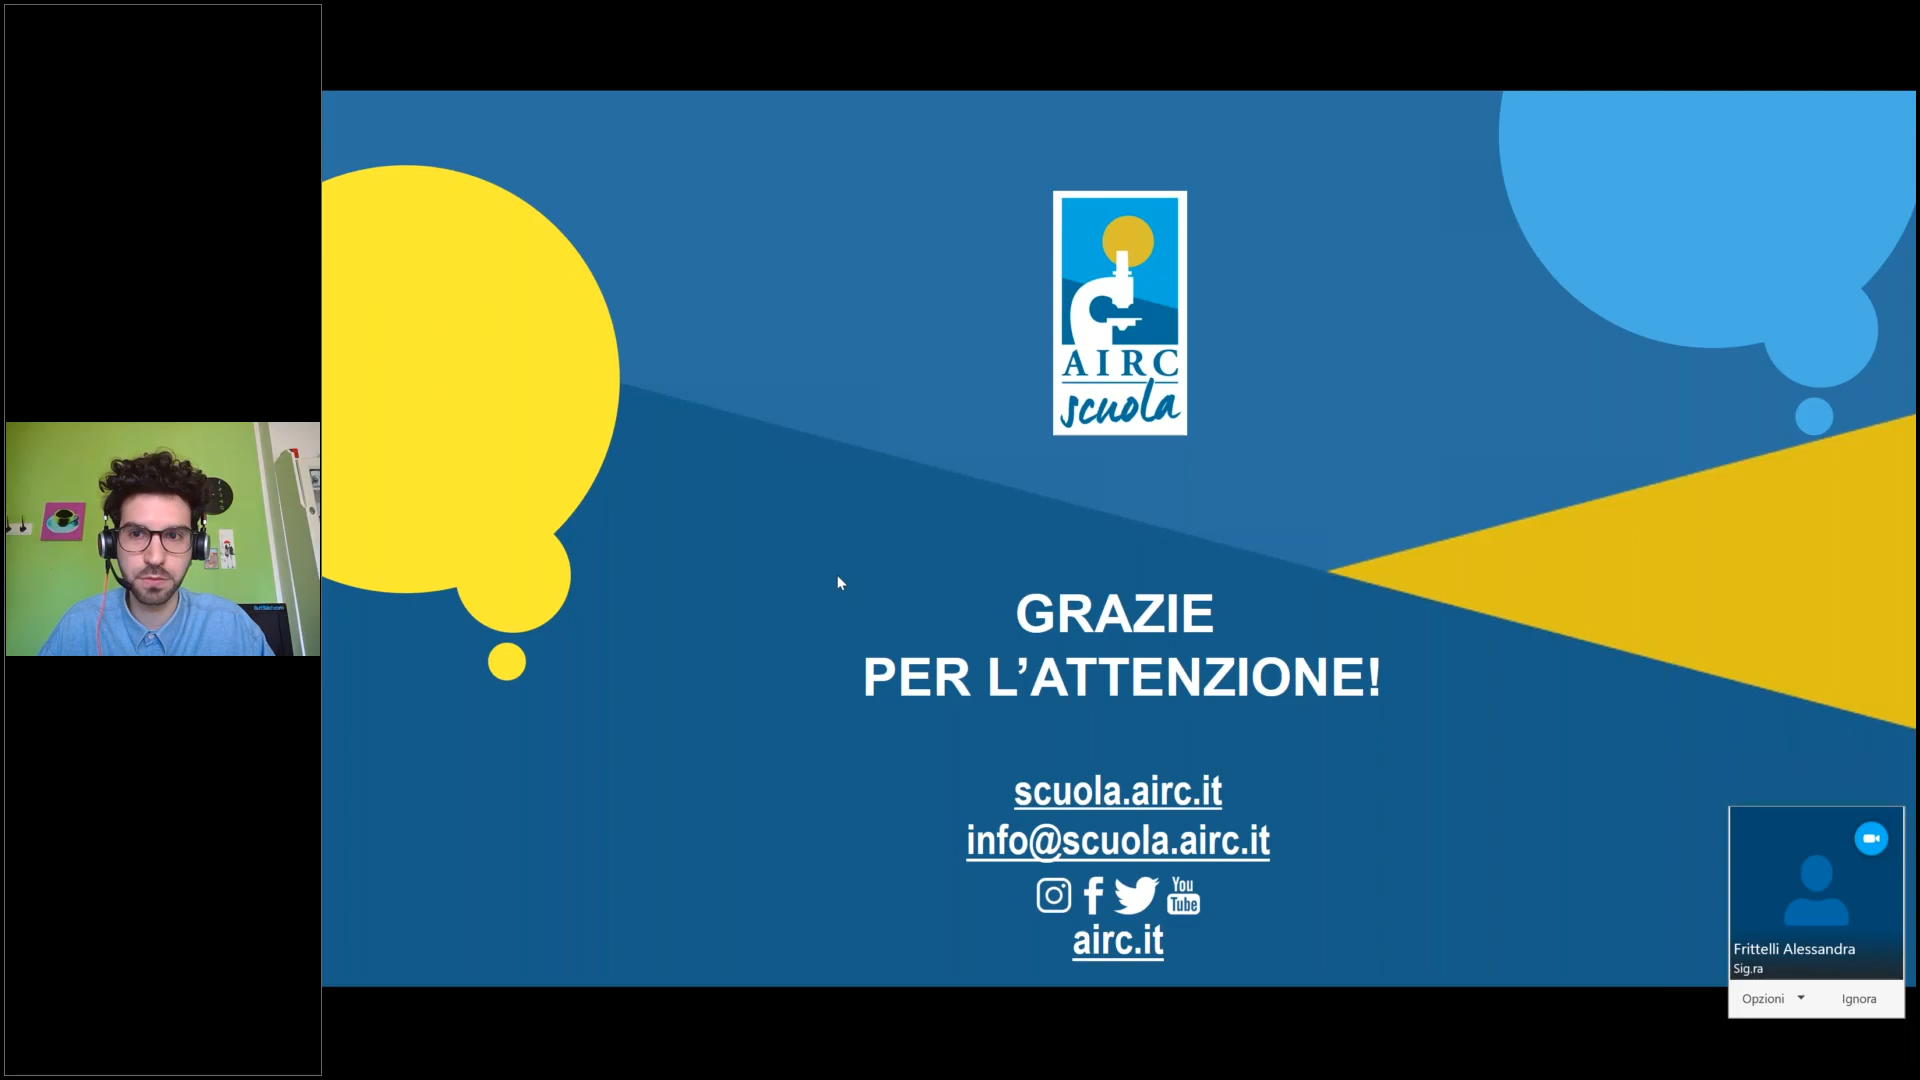 AIRC
scuola
GRAZIE
PER L’ATTENZIONE!
scuola.airc.it
info@scuola.airc.it
You
Tube
airc.it
Frittelli Alessandra
Sig.ra
Opzioni
Ignora